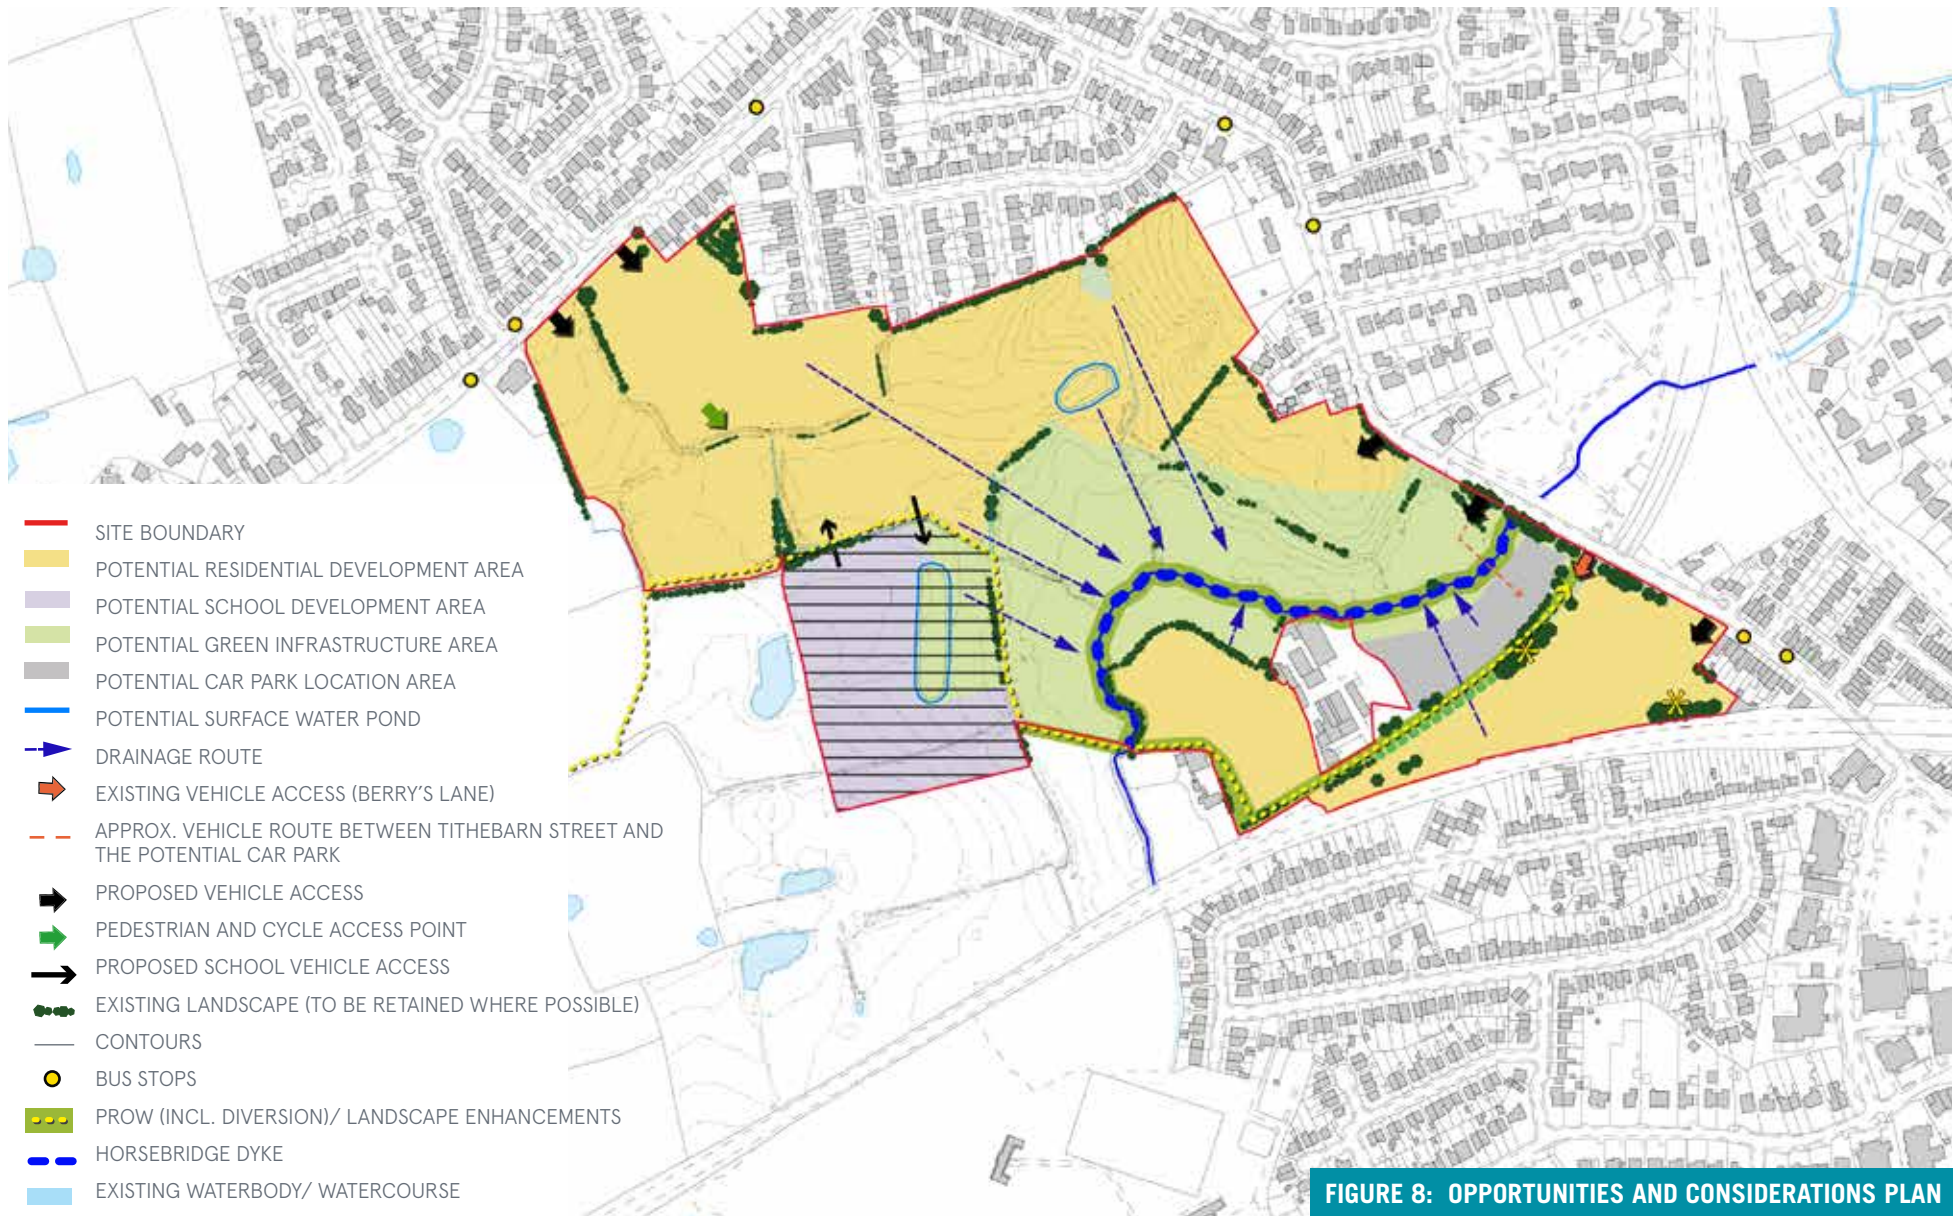 SITE BOUNDARY
POTENTIAL RESIDENTIAL DEVELOPMENT AREA
POTENTIAL SCHOOL DEVELOPMENT AREA
POTENTIAL GREEN INFRASTRUCTURE AREA
POTENTIAL CAR PARK LOCATION AREA
POTENTIAL SURFACE WATER POND
DRAINAGE ROUTE
EXISTING VEHICLE ACCESS (BERRY'S LANE)
APPROX. VEHICLE ROUTE BETWEEN TITHEBARN STREET AND
THE POTENTIAL CAR PARK
PROPOSED VEHICLE ACCESS
PEDESTRIAN AND CYCLE ACCESS POINT
PROPOSED SCHOOL VEHICLE ACCESS
EXISTING LANDSCAPE (TO BE RETAINED WHERE POSSIBLE)
CONTOURS
BUS STOPS
PROW (INCL. DIVERSION)/ LANDSCAPE ENHANCEMENTS
HORSEBRIDGE DYKE
EXISTING WATERBODY/ WATERCOURSE
FIGURE 8: OPPORTUNITIES AND CONSIDERATIONS PLAN